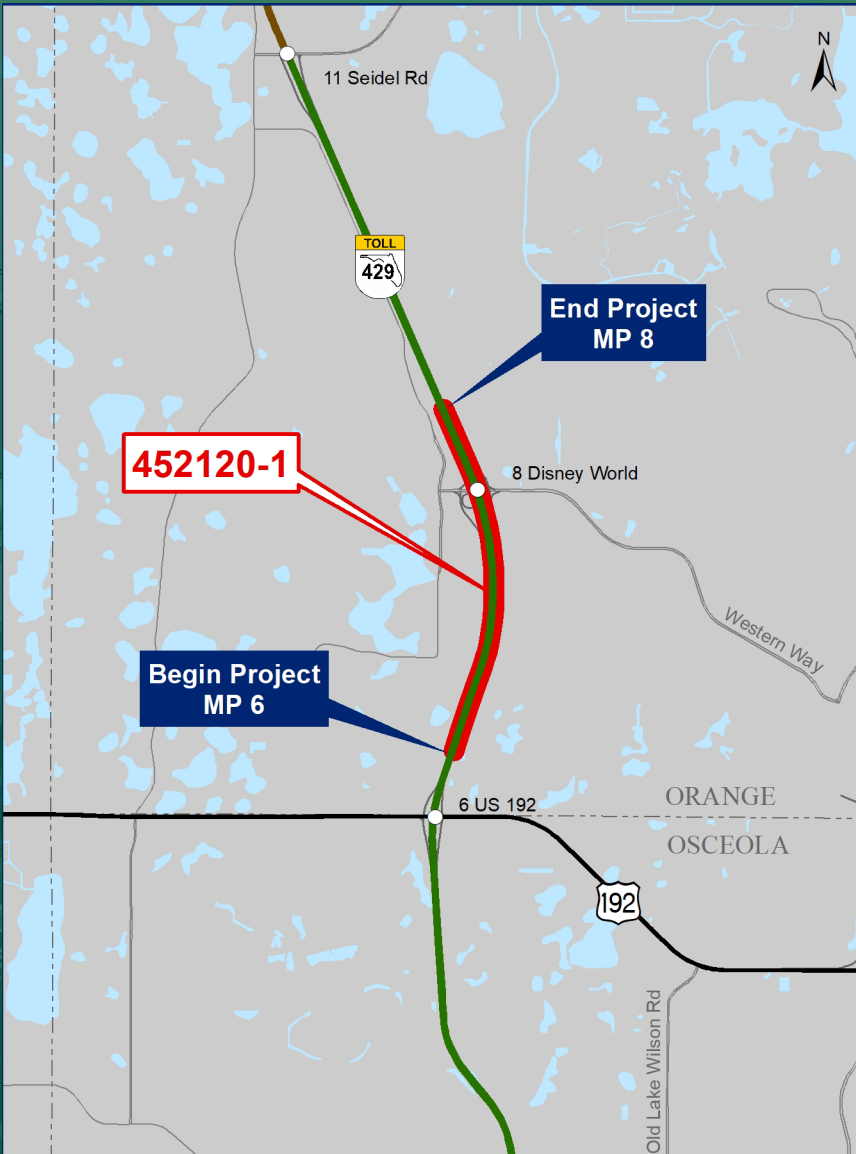 N
11 Seidel Rd
TOLL
429
End Project
MP 8
452120-1
8 Disney World
Western Way
Begin Project
MP 6
6 US 192
ORANGE
OSCEOLA
192
Old Lake Wilson Rd